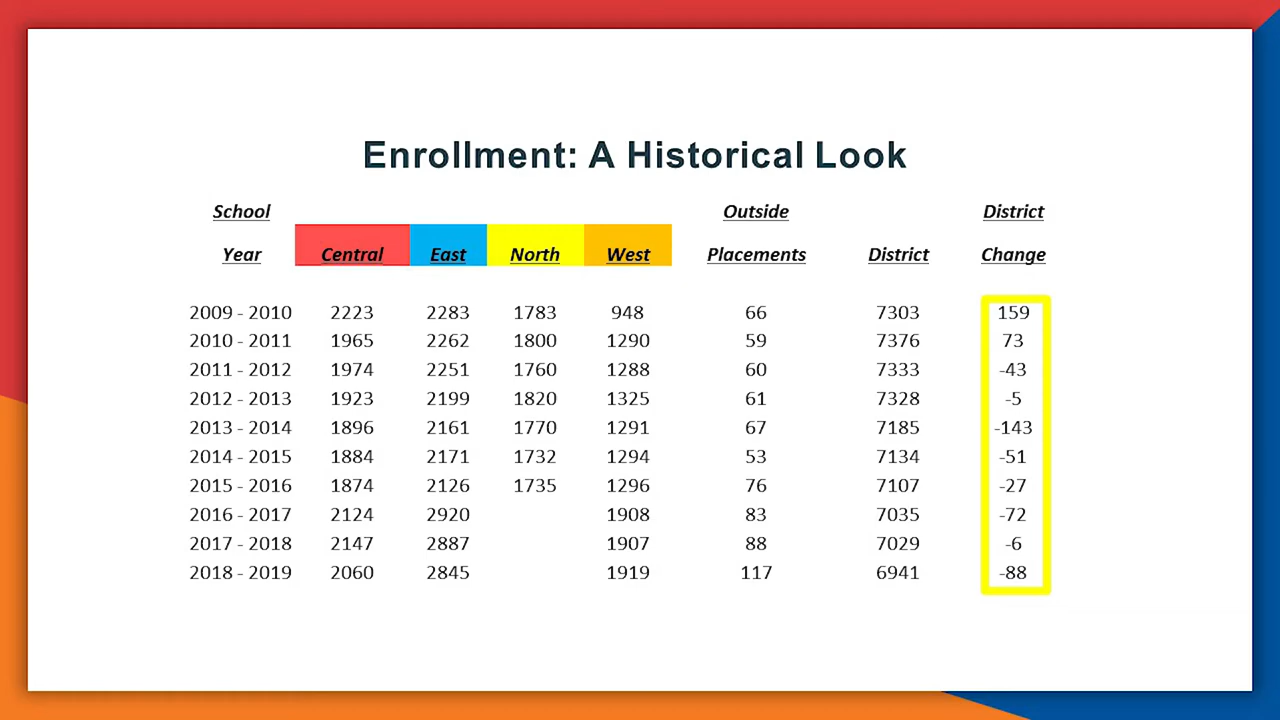 Enrollment: A Historical Look
School Outside District
Year Central East North West Placements District Change
2009 - 2010 2223 2283 1783 948 66 7303 159
2010 - 2011 1965 2262 1800 1290 59 7376 73
2011 - 2012 1974 2251 1760 1288 60 7333 -43
2012 - 2013 1923 2199 1820 1325 61 7328 -5
2013 - 2014 1896 2161 1770 1291 67 7185 -143
2014 - 2015 1884 2171 1732 1294 53 7134 -51
2015 - 2016 1874 2126 1735 1296 76 7107 -27
2016 - 2017 2124 2920 1908 83 7035 -72
2017 - 2018 2147 2887 1907 88 7029 -6
2018 - 2019 2060 2845 1919 117 6941 -88